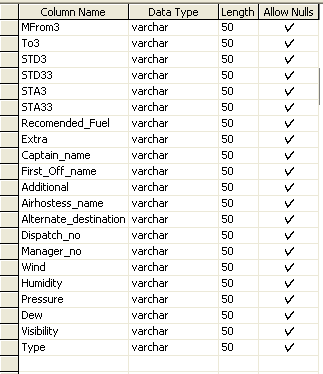 Column Name Data Type Length Allow Nulls
MFrom3 varchar 50
To3 varchar 50
STD3 varchar 50
STD33 varchar 50
STA3 varchar 50
STA33 varchar 50
Recomended_Fuel varchar 50
Extra varchar 50
Captain_name varchar 50
First_Off_name varchar 50
Additional varchar 50
Airhostess_name varchar 50
Alternate_destination varchar 50
Dispatch_no varchar 50
Manager_no varchar 50
Wind varchar 50
Humidity varchar 50
Pressure varchar 50
Dew varchar 50
Visibility varchar 50
Type varchar 50